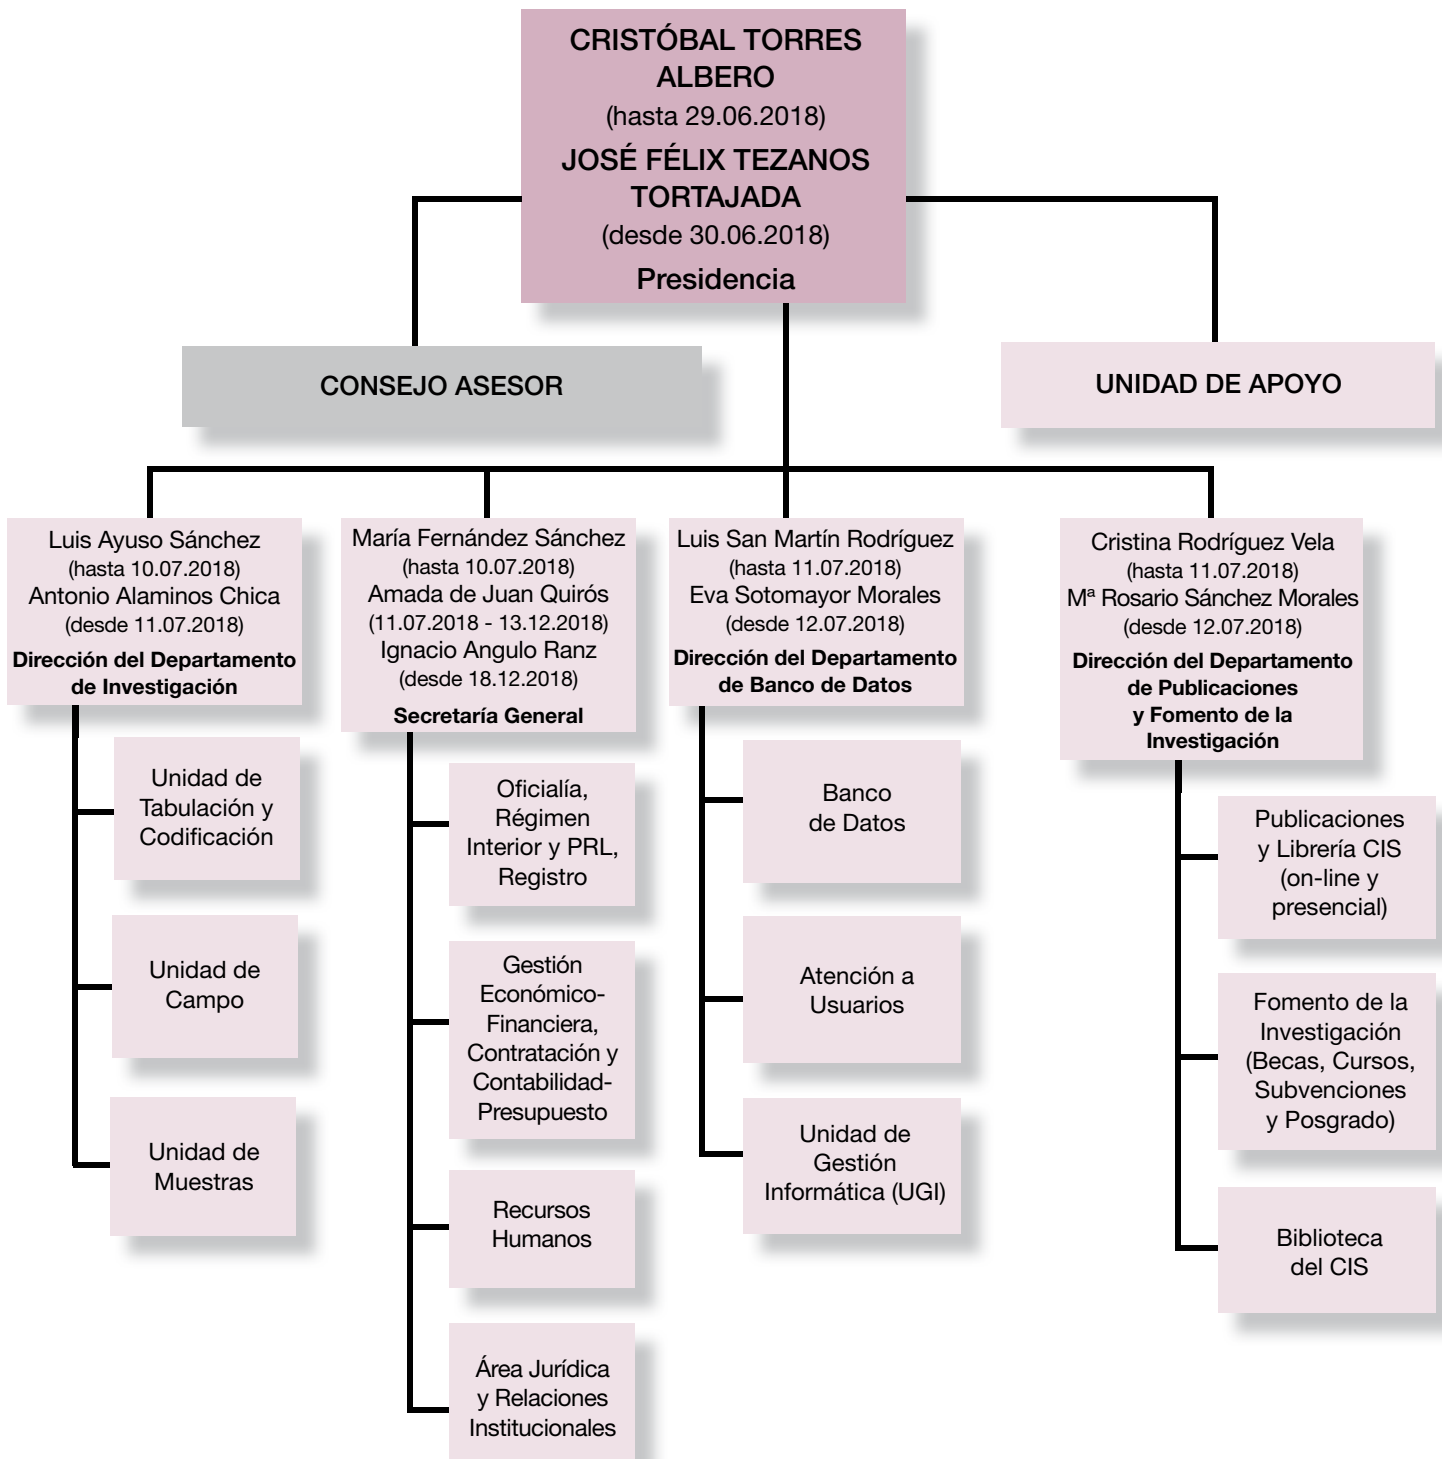 CRISTÓBAL TORRES
ALBERO
(hasta 29.06.2018)
JOSÉ FÉLIX TEZANOS
TORTAJADA
(desde 30.06.2018)
Presidencia
CONSEJO ASESOR
UNIDAD DE APOYO
Luis Ayuso Sánchez
(hasta 10.07.2018)
Antonio Alaminos Chica
(desde 11.07.2018)
Dirección del Departamento
de Investigación
Unidad de
Tabulación y
Codificación
Unidad de
Campo
Unidad de
Muestras
María Fernández Sánchez
(hasta 10.07.2018)
Amada de Juan Quirós
(11.07.2018 - 13.12.2018)
Ignacio Angulo Ranz
(desde 18.12.2018)
Secretaría General
Oficialía,
Régimen
Interior y PRL,
Registro
Gestión
Económico-
Financiera,
Contratación y
Contabilidad-
Presupuesto
Recursos
Humanos
Área Jurídica
y Relaciones
Institucionales
Luis San Martín Rodríguez
(hasta 11.07.2018)
Eva Sotomayor Morales
(desde 12.07.2018)
Dirección del Departamento
de Banco de Datos
Banco
de Datos
Atención a
Usuarios
Unidad de
Gestión
Informática (UGI)
Cristina Rodríguez Vela
(hasta 11.07.2018)
Mª Rosario Sánchez Morales
(desde 12.07.2018)
Dirección del Departamento
de Publicaciones
y Fomento de la
Investigación
Publicaciones
y Librería CIS
(on-line y
presencial)
Fomento de la
Investigación
(Becas, Cursos,
Subvenciones
y Posgrado)
Biblioteca
del CIS